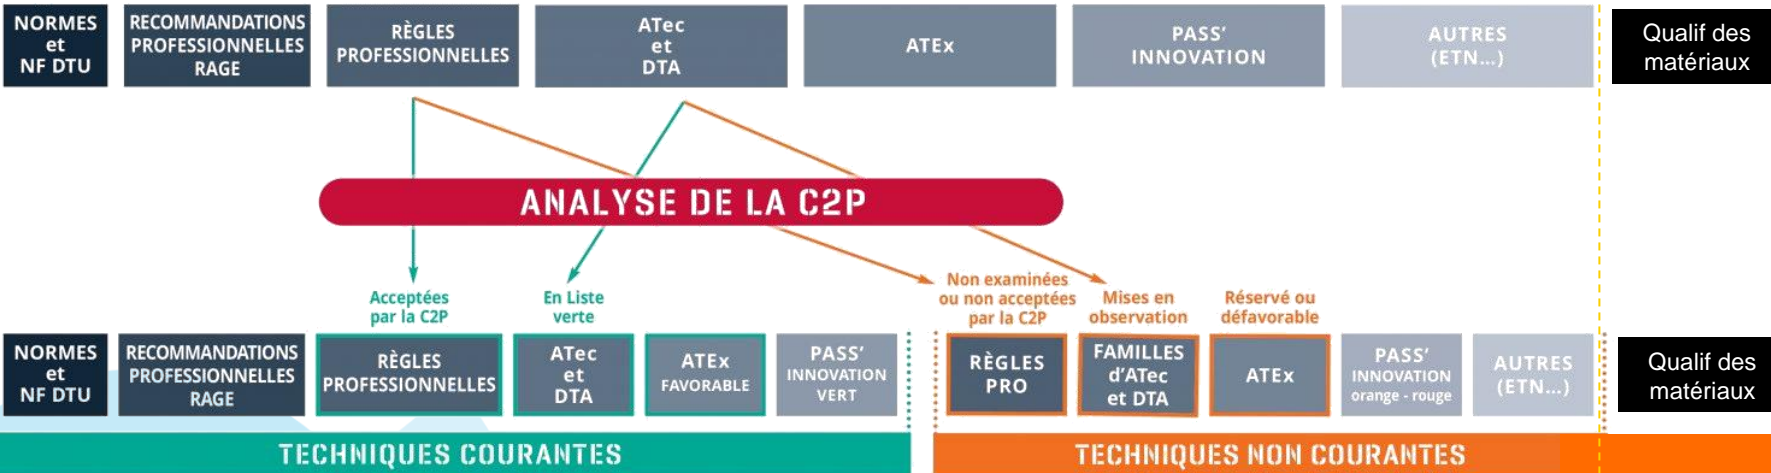 NORMES
et
NF DTU
RECOMMANDATIONS
PROFESSIONNELLES
RAGE
RÈGLES
PROFESSIONNELLES
ATec
et
DTA
ATEx
PASS’
INNOVATION
AUTRES
(ETN...)
Qualif des
matériaux
ANALYSE DE LA C2P
Acceptées
par la C2P
En Liste
verte
Non examinées
ou non acceptées
par la C2P
Mises en
observation
Réservé ou
défavorable
NORMES
et
NF DTU
RECOMMANDATIONS
PROFESSIONNELLES
RAGE
RÈGLES
PROFESSIONNELLES
ATec
et
DTA
ATEx
FAVORABLE
PASS’
INNOVATION
VERT
RÈGLES
PRO
FAMILLES
d’ATec
et DTA
ATEx
PASS’
INNOVATION
orange - rouge
AUTRES
(ETN...)
Qualif des
matériaux
TECHNIQUES COURANTES
TECHNIQUES NON COURANTES